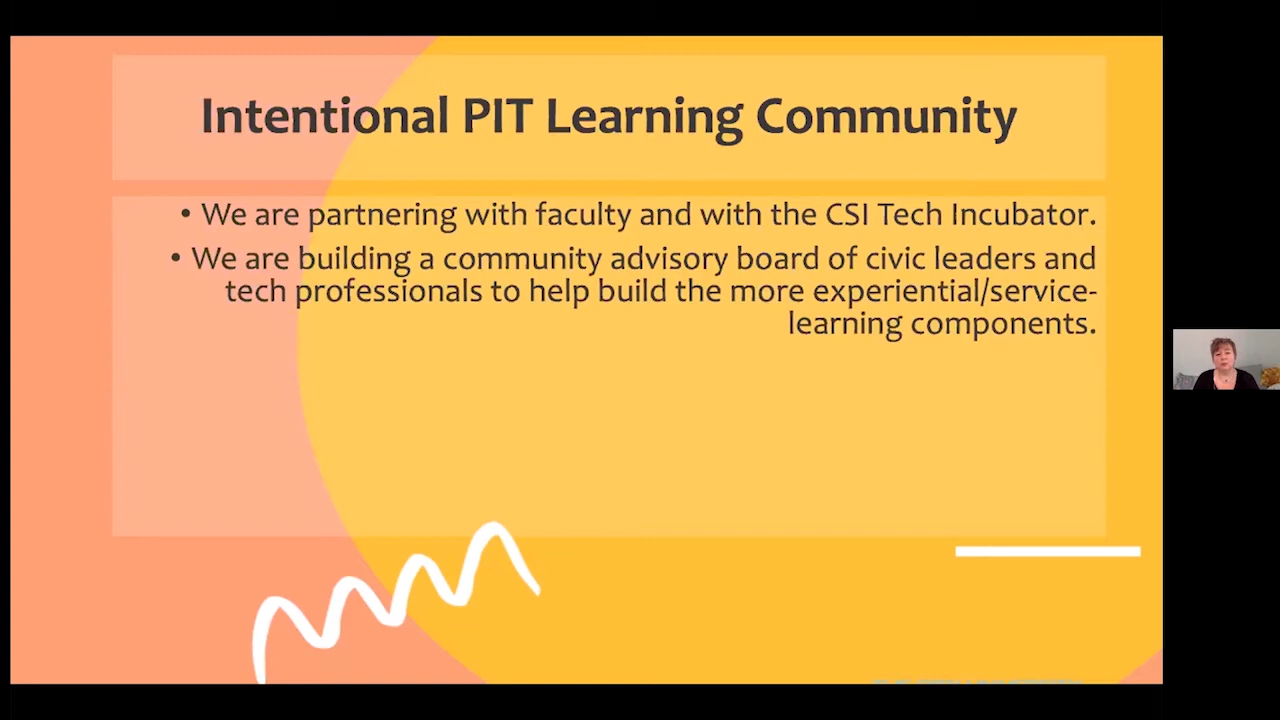 Intentional PIT Learning Community
• We are partnering with faculty and with the CSI Tech Incubator.
• We are building a community advisory board of civic leaders and
tech professionals to help build the more experiential/service-
learning components.